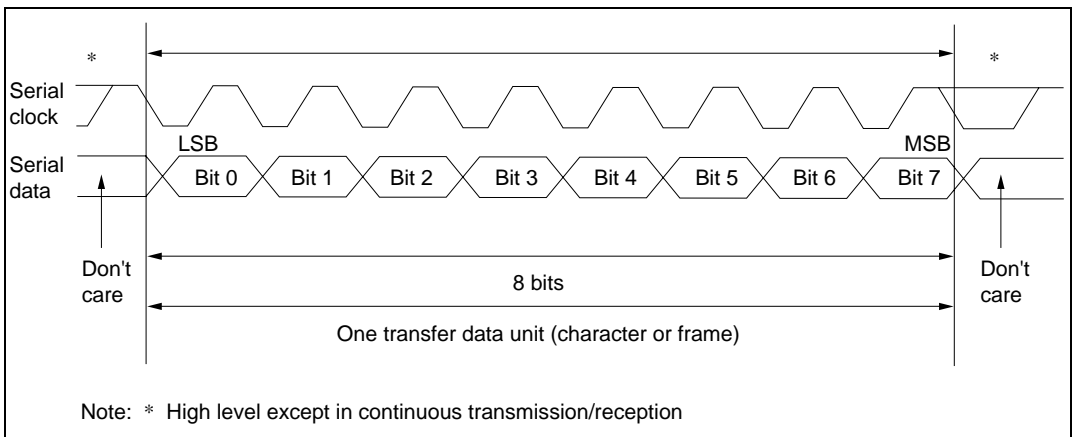 *
*
Serial
clock
LSB
MSB
Serial
data
Bit 0 Bit 1 Bit 2 Bit 3 Bit 4 Bit 5 Bit 6 Bit 7
Don't
care
8 bits
Don't
care
One transfer data unit (character or frame)
Note: * High level except in continuous transmission/reception